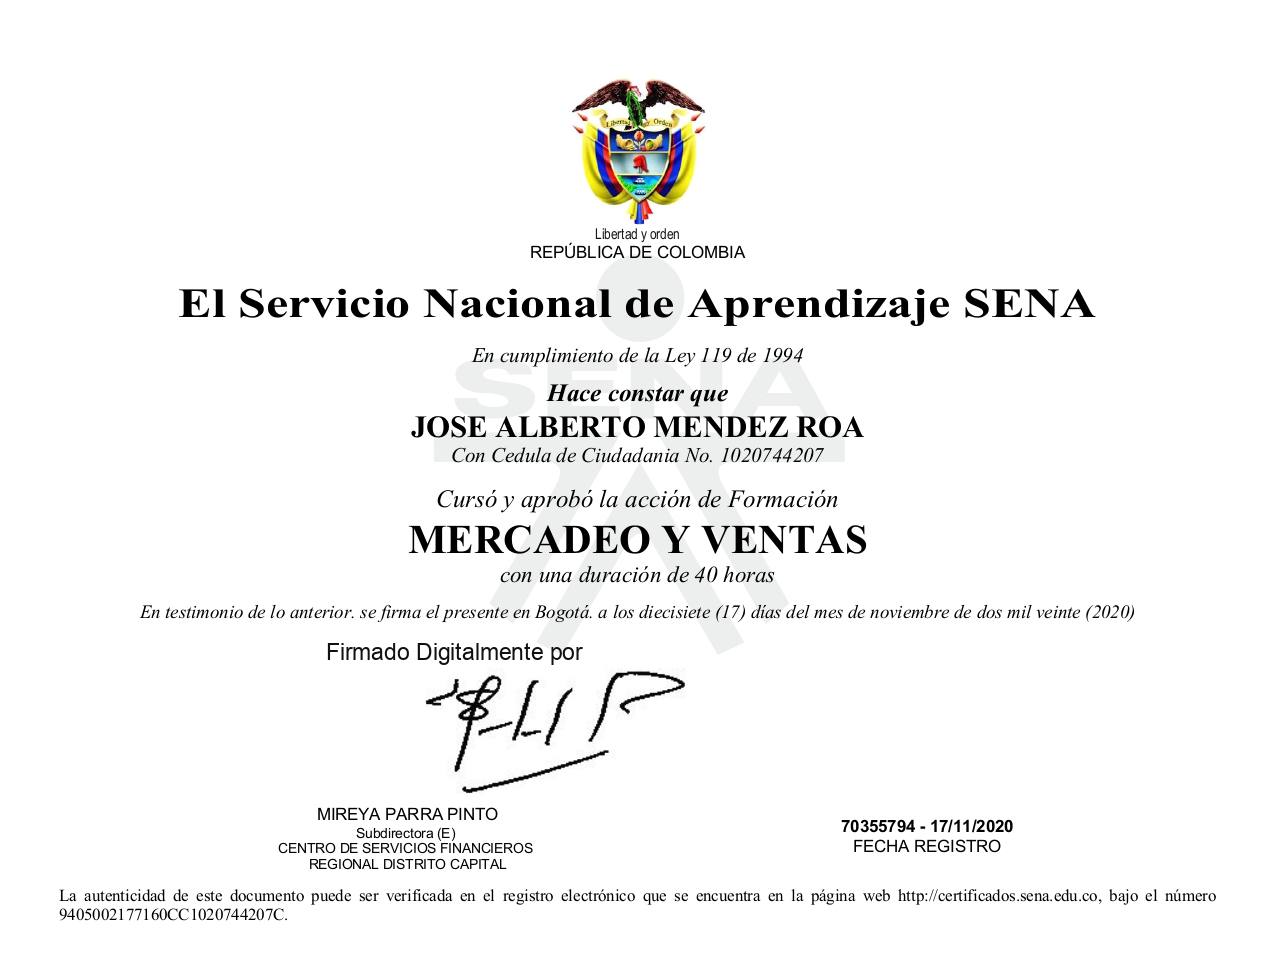 Libertad y Orden
Libertad y orden
REPÚBLICA DE COLOMBIA
El Servicio Nacional de Aprendizaje SENA
En cumplimiento de la Ley 119 de 1994
SENA
Hace constar que
JOSE ALBERTO MENDEZ ROA
Con Cedula de Ciudadania No. 1020744207
Cursó y aprobó la acción de Formación
MERCADEO Y VENTAS
con una duración de 40 horas
En testimonio de lo anterior. se firma el presente en Bogotá. a los diecisiete (17) días del mes de noviembre de dos mil veinte (2020)
Firmado Digitalmente por
MIREYA PARRA PINTO
Subdirectora (E)
CENTRO DE SERVICIOS FINANCIEROS
REGIONAL DISTRITO CAPITAL
70355794 - 17/11/2020
FECHA REGISTRO
La autenticidad de este documento puede ser verificada en el registro electrónico que se encuentra en la página web http://certificados.sena.edu.co, bajo el número
9405002177160CC1020744207C.